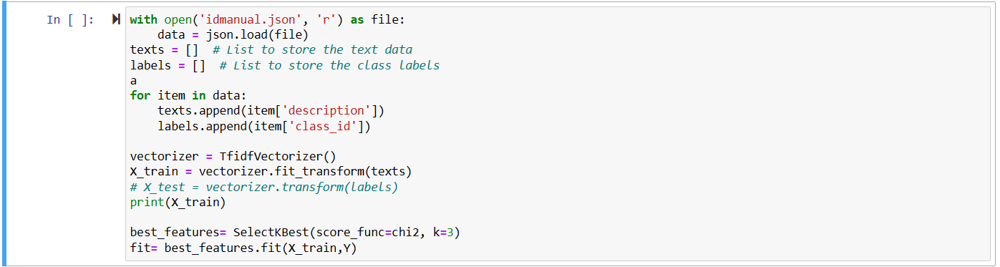 In [ ]: with open('idmanual.json', 'r') as file:
    data = json.load(file)
texts = []  # List to store the text data
labels = []  # List to store the class labels
a
for item in data:
    texts.append(item['description'])
    labels.append(item['class_id'])
vectorizer = TfidfVectorizer()
X_train = vectorizer.fit_transform(texts)
# X_test = vectorizer.transform(labels)
print(X_train)
best_features= SelectKBest(score_func=chi2, k=3)
fit= best_features.fit(X_train,Y)